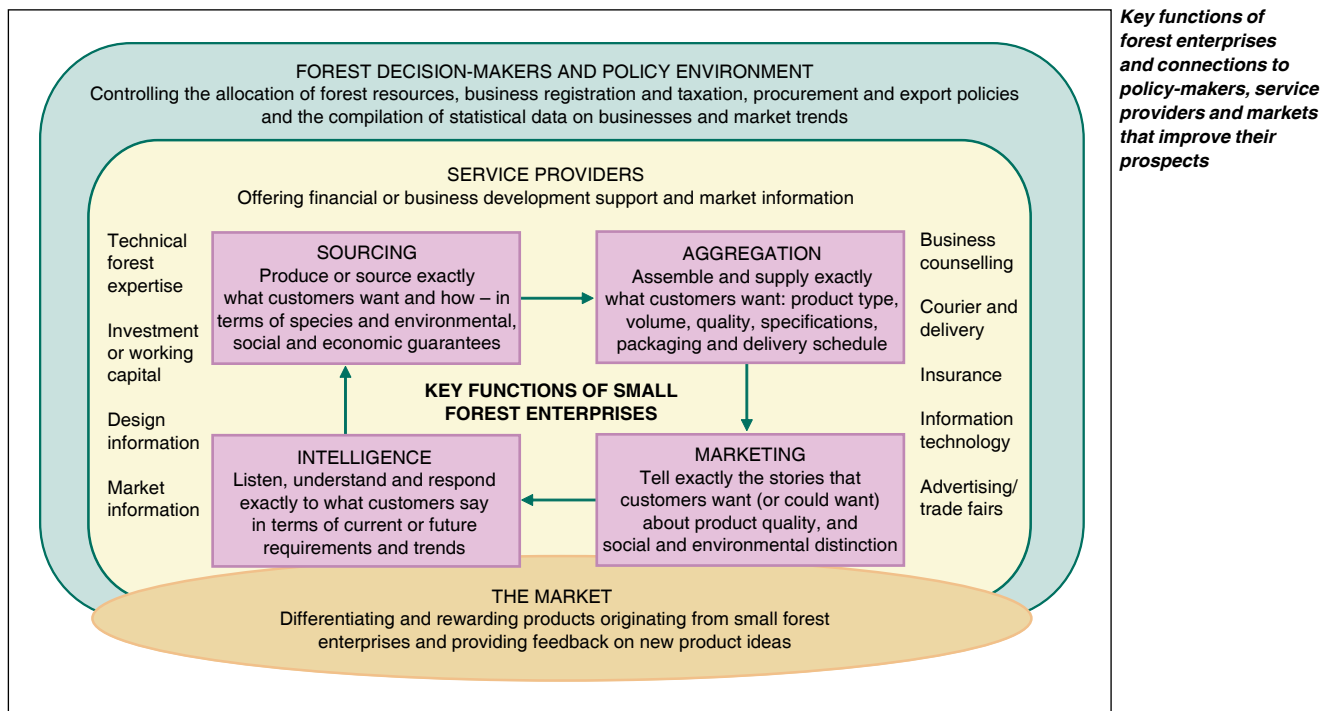 FOREST DECISION-MAKERS AND POLICY ENVIRONMENT
Controlling the allocation of forest resources, business registration and taxation, procurement and export policies
and the compilation of statistical data on businesses and market trends
SERVICE PROVIDERS
Offering financial or business development support and market information
Technical
forest
expertise
Investment
or working
capital
Design
information
Market
information
SOURCING
Produce or source exactly
what customers want and how – in
terms of species and environmental,
social and economic guarantees
AGGREGATION
Assemble and supply exactly
what customers want: product type,
volume, quality, specifications,
packaging and delivery schedule
KEY FUNCTIONS OF SMALL
FOREST ENTERPRISES
INTELLIGENCE
Listen, understand and respond
exactly to what customers say
in terms of current or future
requirements and trends
MARKETING
Tell exactly the stories that
customers want (or could want)
about product quality, and
social and environmental distinction
Business
counselling
Courier and
delivery
Insurance
Information
technology
Advertising/
trade fairs
THE MARKET
Differentiating and rewarding products originating from small forest
enterprises and providing feedback on new product ideas
Key functions of
forest enterprises
and connections to
policy-makers, service
providers and markets
that improve their
prospects